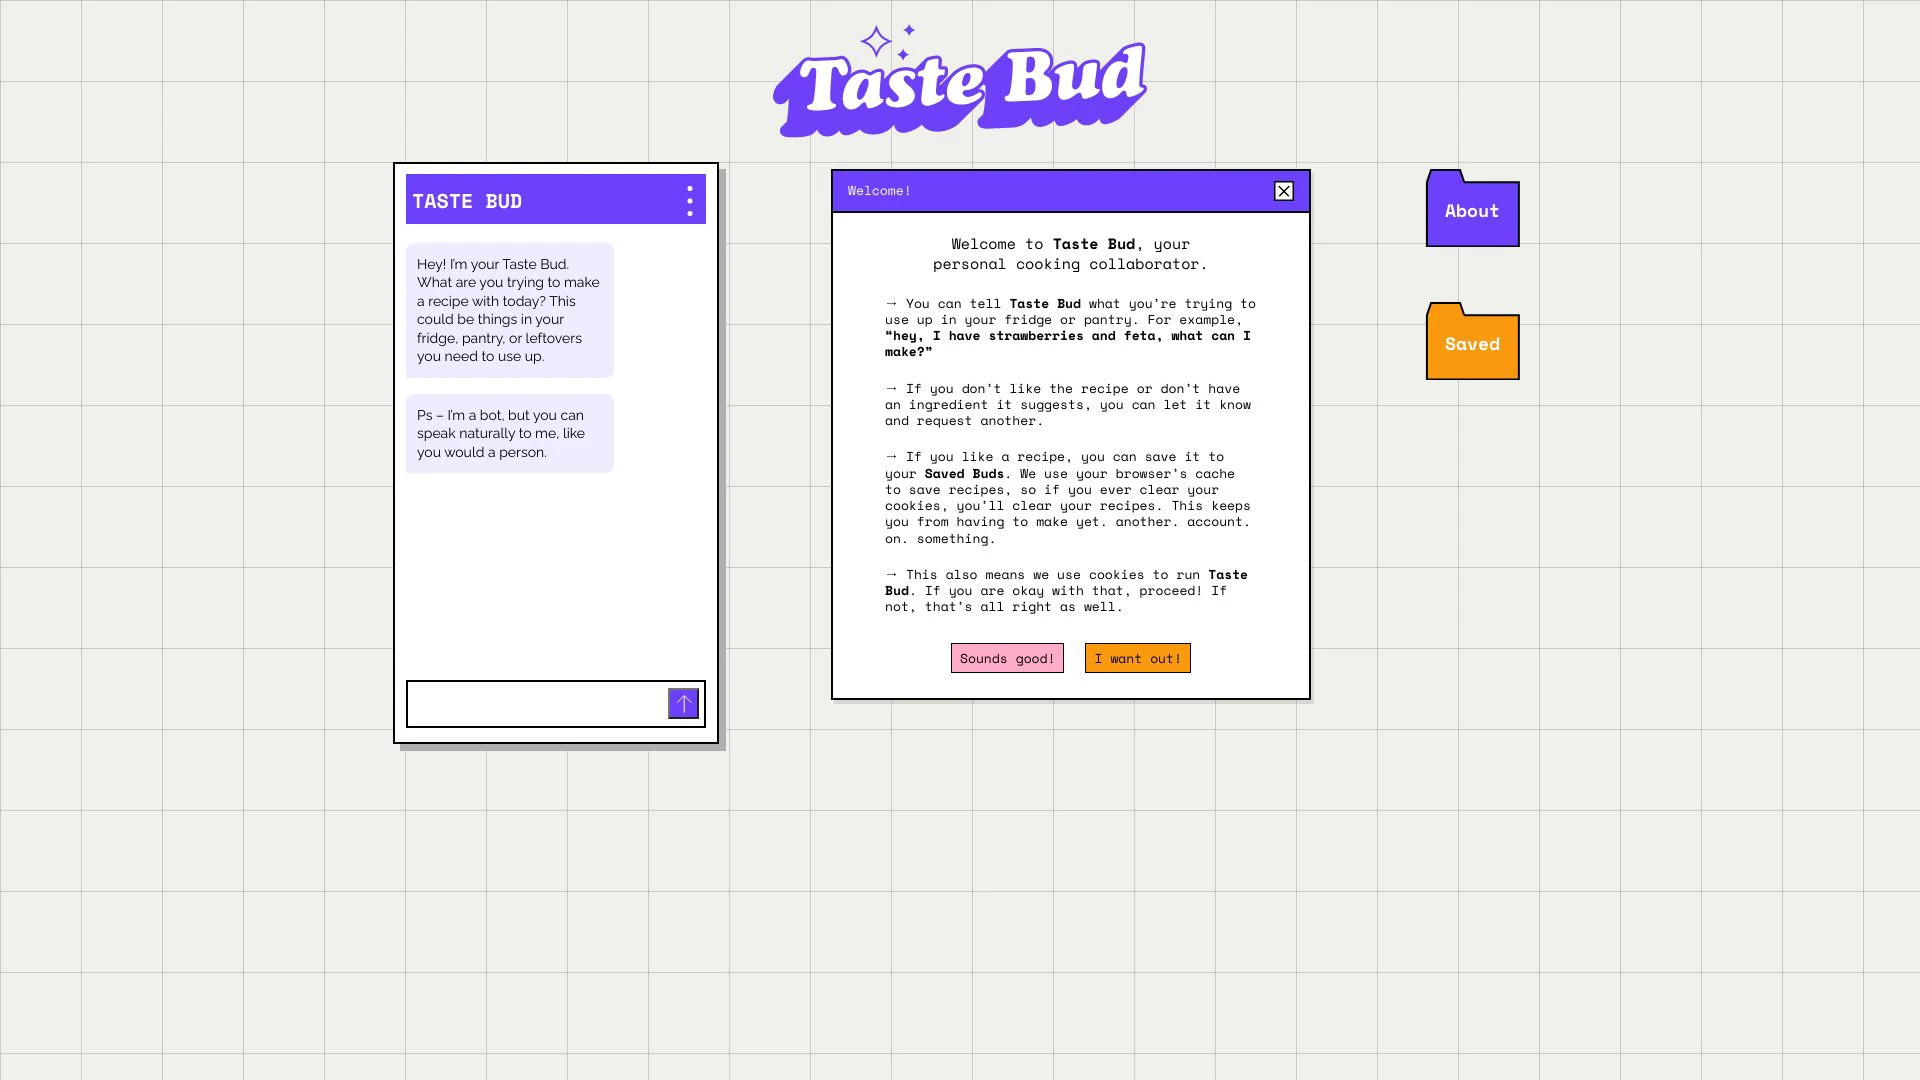 Taste Bud
TASTE BUD
Hey! I'm your Taste Bud.
What are you trying to make
a recipe with today? This
could be things in your
fridge, pantry, or leftovers
you need to use up.
Ps – I'm a bot, but you can
speak naturally to me, like
you would a person.
Welcome!
Welcome to Taste Bud, your
personal cooking collaborator.
→ You can tell Taste Bud what you’re trying to
use up in your fridge or pantry. For example,
“hey, I have strawberries and feta, what can I
make?”
→ If you don’t like the recipe or don’t have
an ingredient it suggests, you can let it know
and request another.
→ If you like a recipe, you can save it to
your Saved Buds. We use your browser’s cache
to save recipes, so if you ever clear your
cookies, you’ll clear your recipes. This keeps
you from having to make yet. another. account.
on. something.
→ This also means we use cookies to run Taste
Bud. If you are okay with that, proceed! If
not, that’s all right as well.
Sounds good!
I want out!
About
Saved